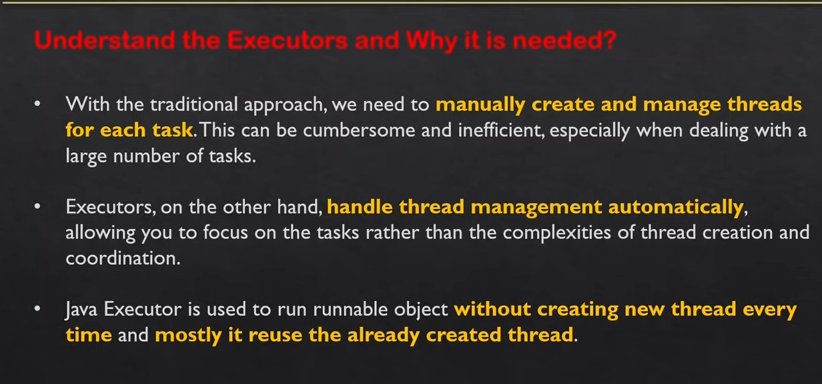 Understand the Executors and Why it is needed?
• With the traditional approach, we need to manually create and manage threads
for each task. This can be cumbersome and inefficient, especially when dealing with a
large number of tasks.
• Executors, on the other hand, handle thread management automatically,
allowing you to focus on the tasks rather than the complexities of thread creation and
coordination.
• Java Executor is used to run runnable object without creating new thread every
time and mostly it reuse the already created thread.